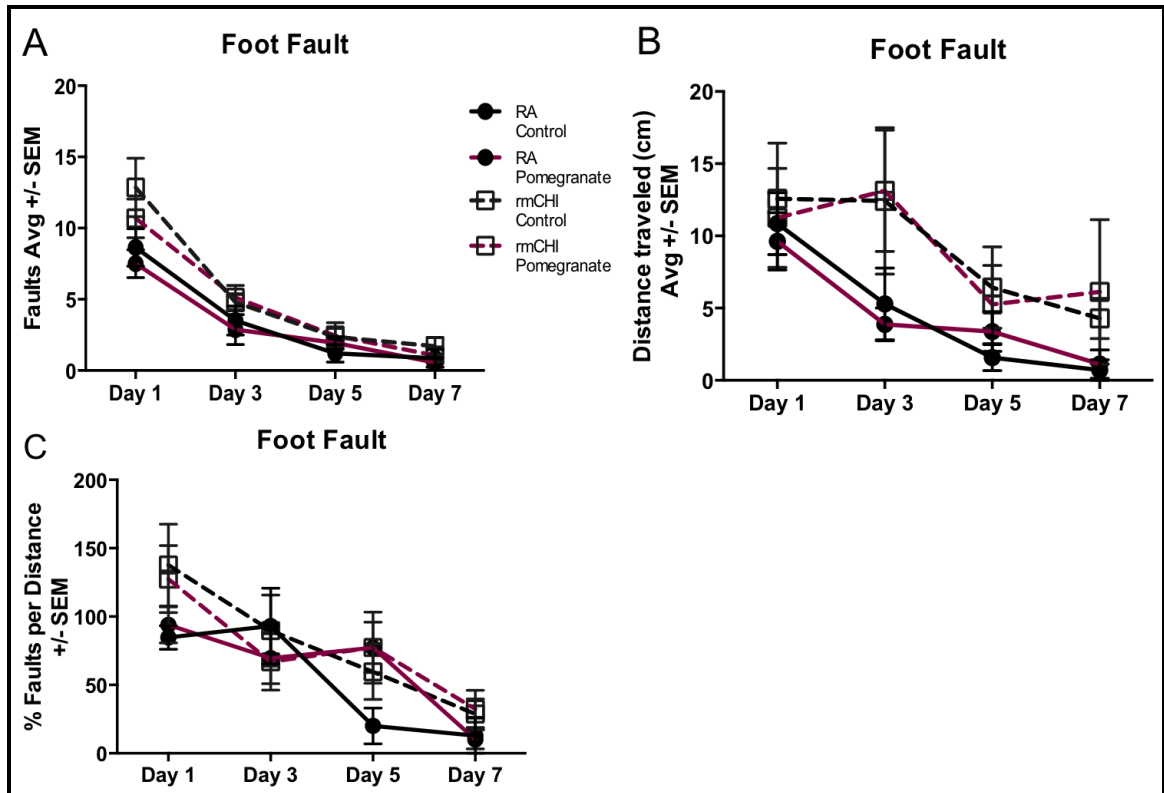 A
Foot Fault
Faults Avg +/- SEM
20
15
10
5
0
Day 1 Day 3 Day 5 Day 7
RA
Control
RA
Pomegranate
rmCHI
Control
rmCHI
Pomegranate
B
Foot Fault
Distance traveled (cm)
Avg +/- SEM
20
15
10
5
0
Day 1 Day 3 Day 5 Day 7
C
Foot Fault
% Faults per Distance
+/- SEM
200
150
100
50
0
Day 1 Day 3 Day 5 Day 7